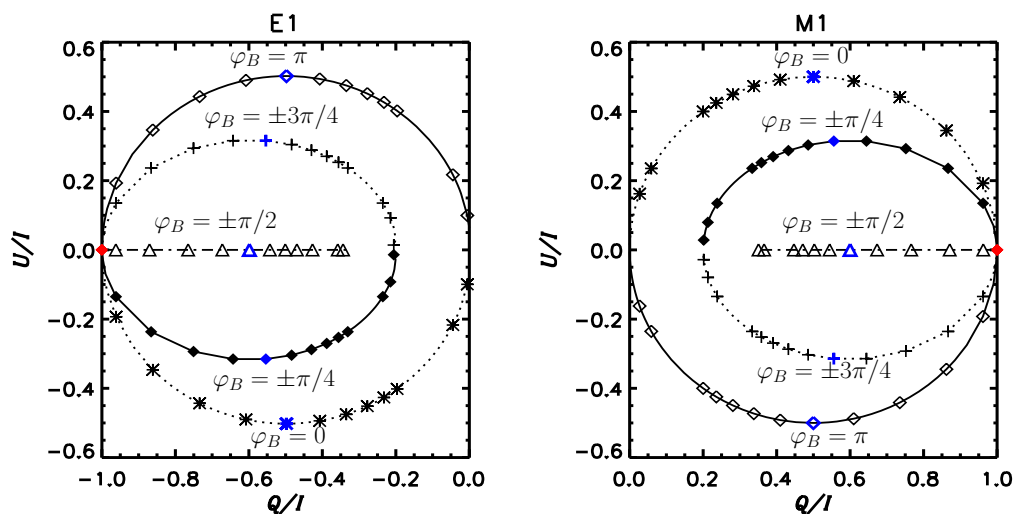 E1
U/I
0.6
0.4
0.2
0.0
−0.2
−0.4
−0.6
φ_B = π
φ_B = ±3π/4
φ_B = ±π/2
φ_B = ±π/4
φ_B = 0
−1.0 −0.8 −0.6 −0.4 −0.2 0.0
Q/I
M1
U/I
0.6
0.4
0.2
0.0
−0.2
−0.4
−0.6
φ_B = 0
φ_B = ±π/4
φ_B = ±π/2
φ_B = ±3π/4
φ_B = π
0.0 0.2 0.4 0.6 0.8 1.0
Q/I